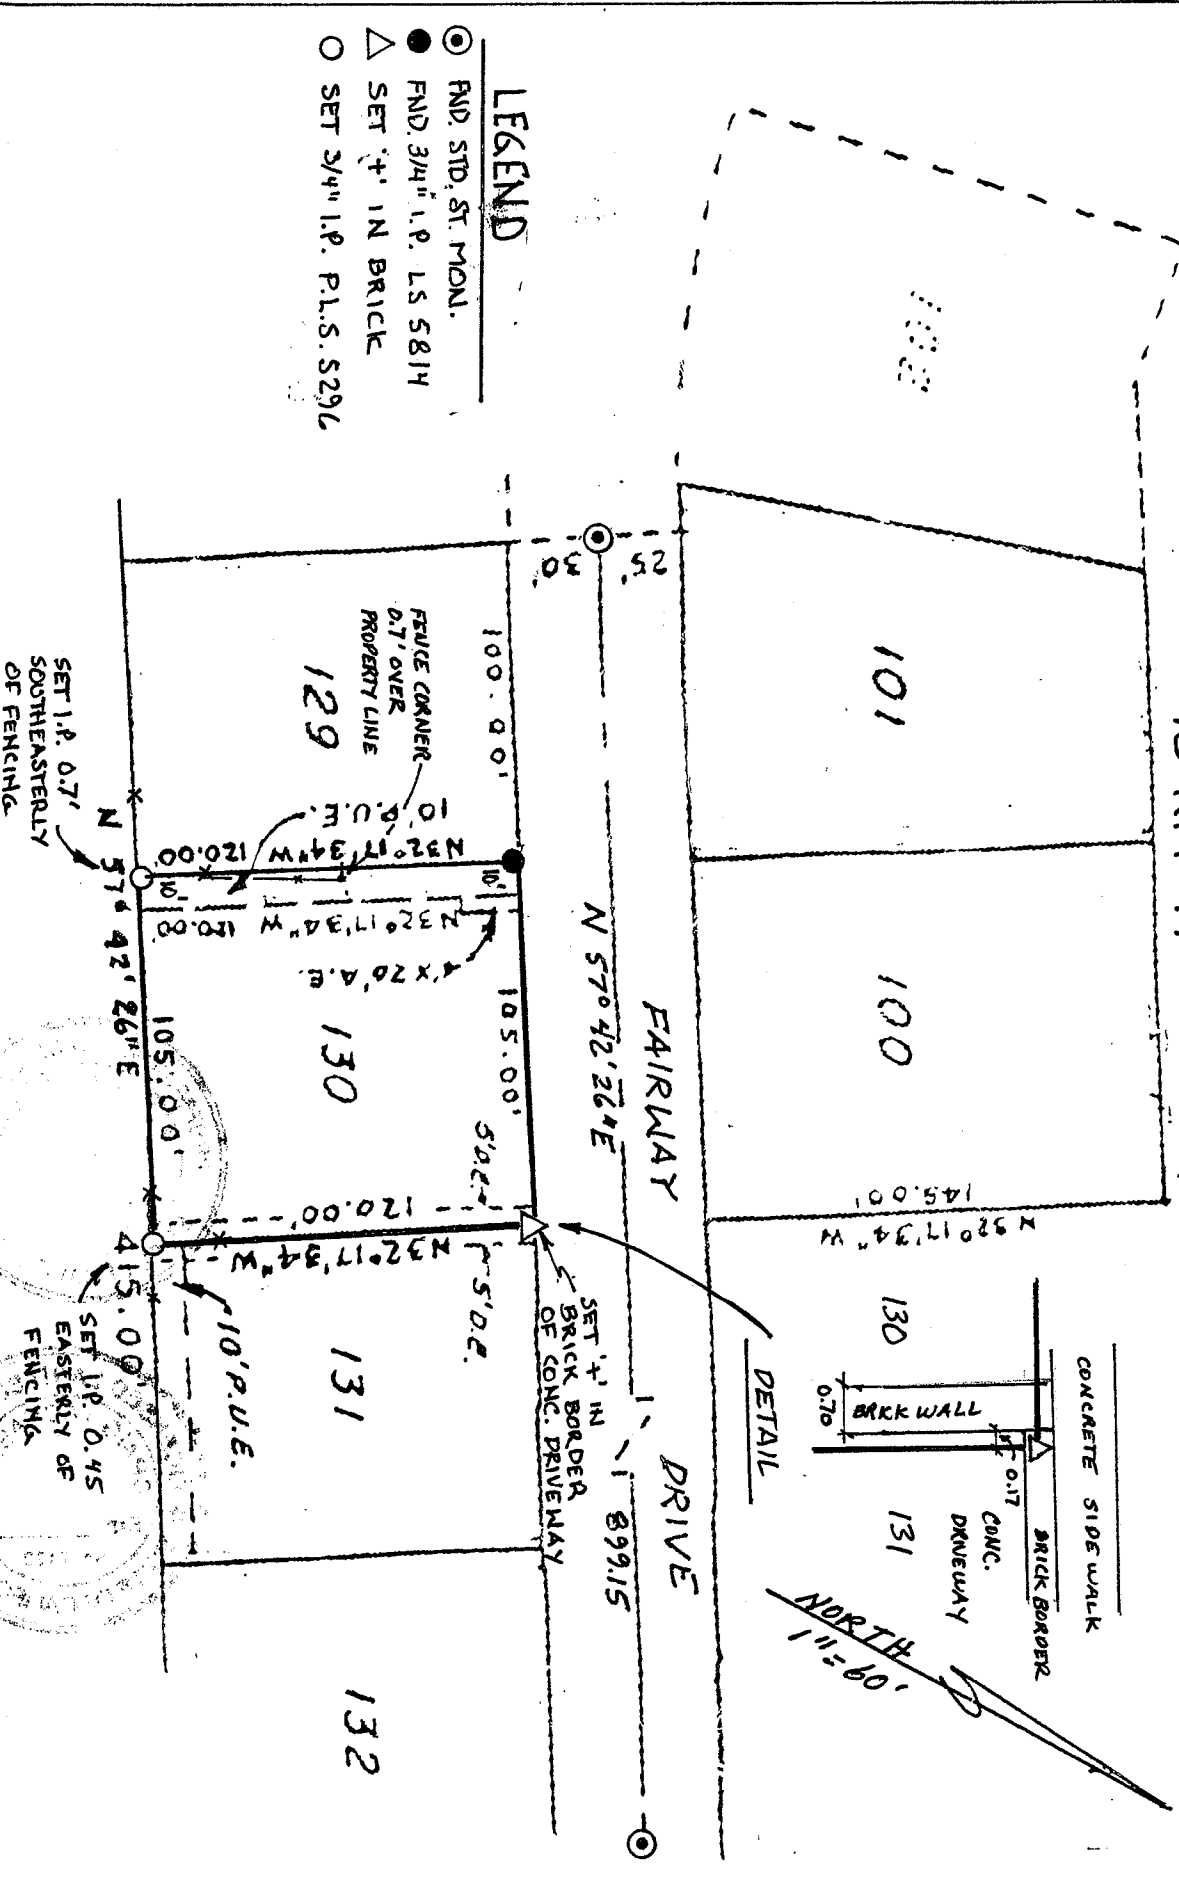 LEGEND
FND. STD. ST. MON.
FND. 3/4" I.P. LS 5814
SET '+' IN BRICK
SET 3/4" I.P. P.L.S. 5296
101
100
N 32° 17' 34" W
145.00'
25'
30'
FAIRWAY DRIVE
N 57° 42' 26" E
899.15
100.00'
105.00'
129
130
131
132
FENCE CORNER
0.7' OVER
PROPERTY LINE
10' P.U.E.
N32° 17' 34" W 120.00'
N 32° 17' 34" W 120.00'
10'
10'
4' X 20' A.E.
5' D.E.
5' D.E.
120.00'
N32° 17' 34" W
10' P.U.E.
105.00'
N 57° 42' 26" E
415.00'
SET I.P. 0.7'
SOUTHEASTERLY
OF FENCING
SET I.P. 0.45
EASTERLY OF
FENCING
SET '+' IN
BRICK BORDER
OF CONC. DRIVEWAY
DETAIL
CONCRETE SIDEWALK
BRICK BORDER
BRICK WALL
0.70
0.17
CONC.
DRIVEWAY
130
131
NORTH
1"=60'